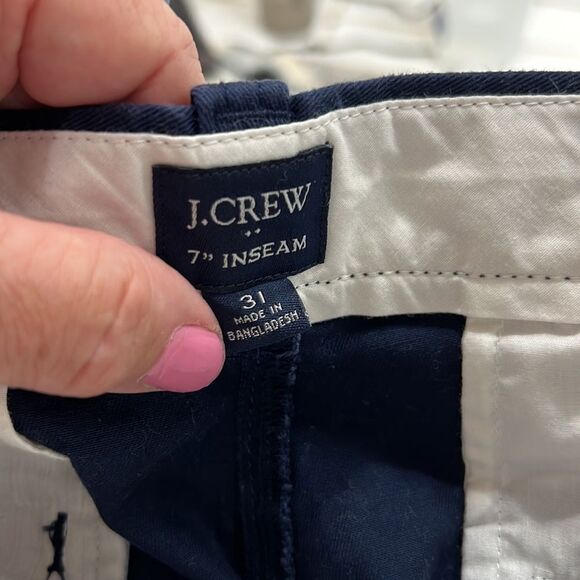 J.CREW
7" INSEAM
31
MADE IN
BANGLADESH